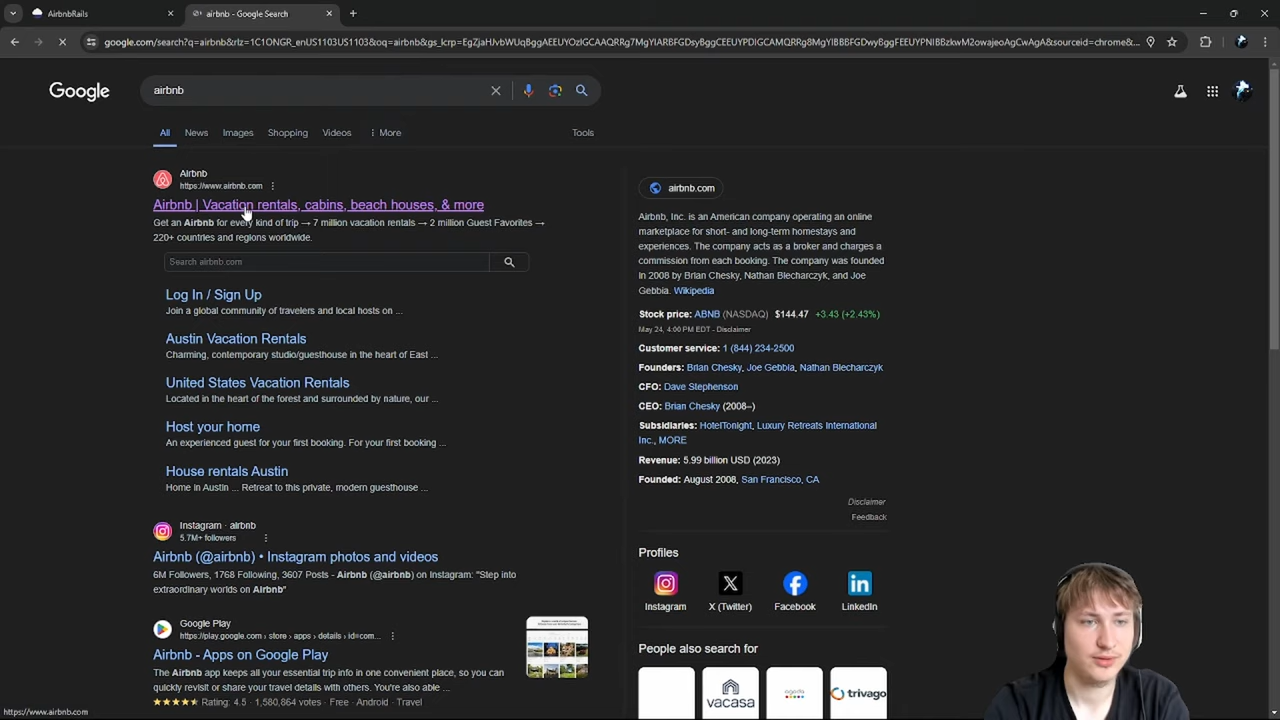 AirbnbRails
airbnb - Google Search
google.com/search?q=airbnb&rlz=1C1ONGR_enUS1103US1103&oq=airbnb&gs_lcrp=
Google
airbnb
All
News
Images
Shopping
Videos
More
Tools
Airbnb
https://www.airbnb.com
Airbnb | Vacation rentals, cabins, beach houses, & more
Get an Airbnb for every kind of trip → 7 million vacation rentals → 2 million Guest Favorites →
220+ countries and regions worldwide.
Search airbnb.com
Log In / Sign Up
Join a global community of travelers and local hosts on ...
Austin Vacation Rentals
Charming, contemporary studio/guesthouse in the heart of East ...
United States Vacation Rentals
Located in the heart of the forest and surrounded by nature, our ...
Host your home
An experienced guest for your first booking. For your first booking ...
House rentals Austin
Home in Austin ... Retreat to this private, modern guesthouse ...
Instagram · airbnb
5.7M+ followers
Airbnb (@airbnb) • Instagram photos and videos
6M Followers, 1768 Following, 3607 Posts - Airbnb (@airbnb) on Instagram: "Step into
extraordinary worlds on Airbnb"
Google Play
https://play.google.com › store › apps › details › id=com...
Airbnb - Apps on Google Play
The Airbnb app keeps all your essential trip info in one convenient place, so you can
quickly revisit or share your travel details with others. You're also able ...
Rating: 4.5 · 1,580,864 votes · Free · Android · Travel
https://www.airbnb.com
airbnb.com
Airbnb, Inc. is an American company operating an online
marketplace for short- and long-term homestays and
experiences. The company acts as a broker and charges a
commission from each booking. The company was founded
in 2008 by Brian Chesky, Nathan Blecharczyk, and Joe
Gebbia. Wikipedia
Stock price: ABNB (NASDAQ) $144.47 +3.43 (+2.43%)
May 24, 4:00 PM EDT - Disclaimer
Customer service: 1 (844) 234-2500
Founders: Brian Chesky, Joe Gebbia, Nathan Blecharczyk
CFO: Dave Stephenson
CEO: Brian Chesky (2008–)
Subsidiaries: HotelTonight, Luxury Retreats International
Inc., MORE
Revenue: 5.99 billion USD (2023)
Founded: August 2008, San Francisco, CA
Disclaimer
Feedback
Profiles
Instagram
X (Twitter)
Facebook
LinkedIn
People also search for
vacasa
agoda
trivago